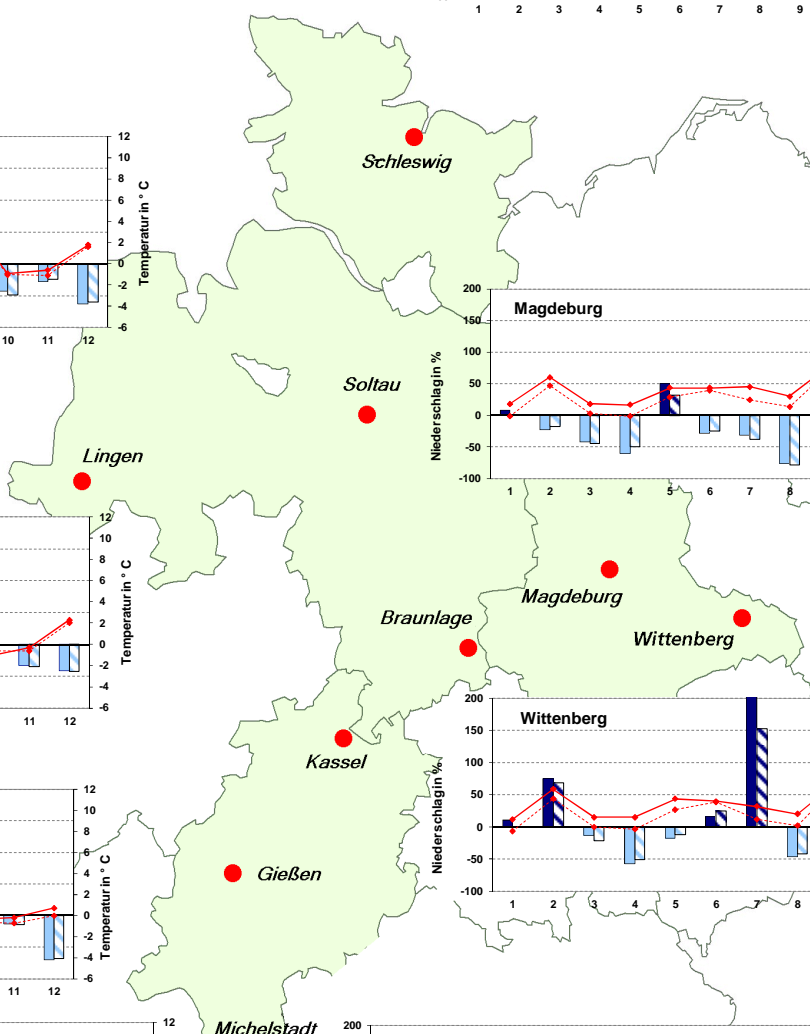 1 2 3 4 5 6 7 8 9
Schleswig
12
10
8
6
4
2
0
-2
-4
-6
Temperatur in ° C
10 11 12
Magdeburg
200
150
100
50
0
-50
-100
Niederschlag in %
1 2 3 4 5 6 7 8
Soltau
Lingen
12
10
8
6
4
2
0
-2
-4
-6
Temperatur in ° C
11 12
Magdeburg
Braunlage
Wittenberg
Kassel
Wittenberg
200
150
100
50
0
-50
-100
Niederschlag in %
1 2 3 4 5 6 7 8
12
10
8
6
4
2
0
-2
-4
-6
Temperatur in ° C
11 12
Gießen
12
Michelstadt
200